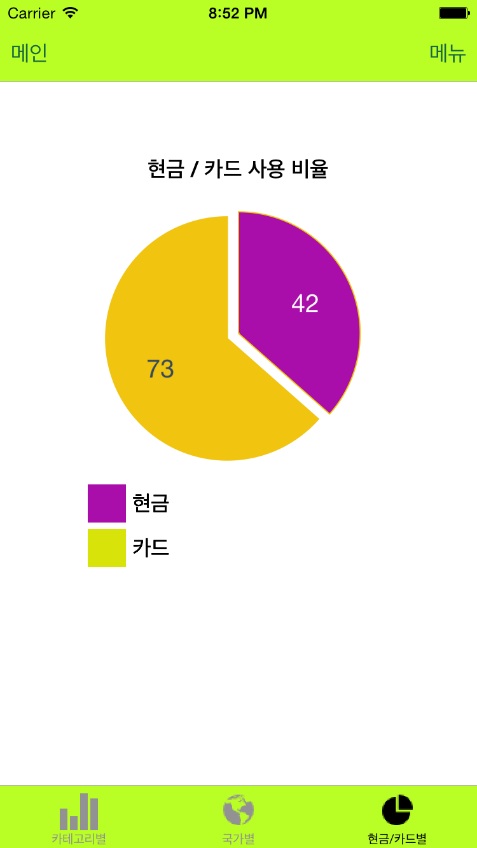 Carrier 8:52 PM
메인 메뉴
현금 / 카드 사용 비율
42
73
현금
카드
카테고리별 국가별 현금/카드별